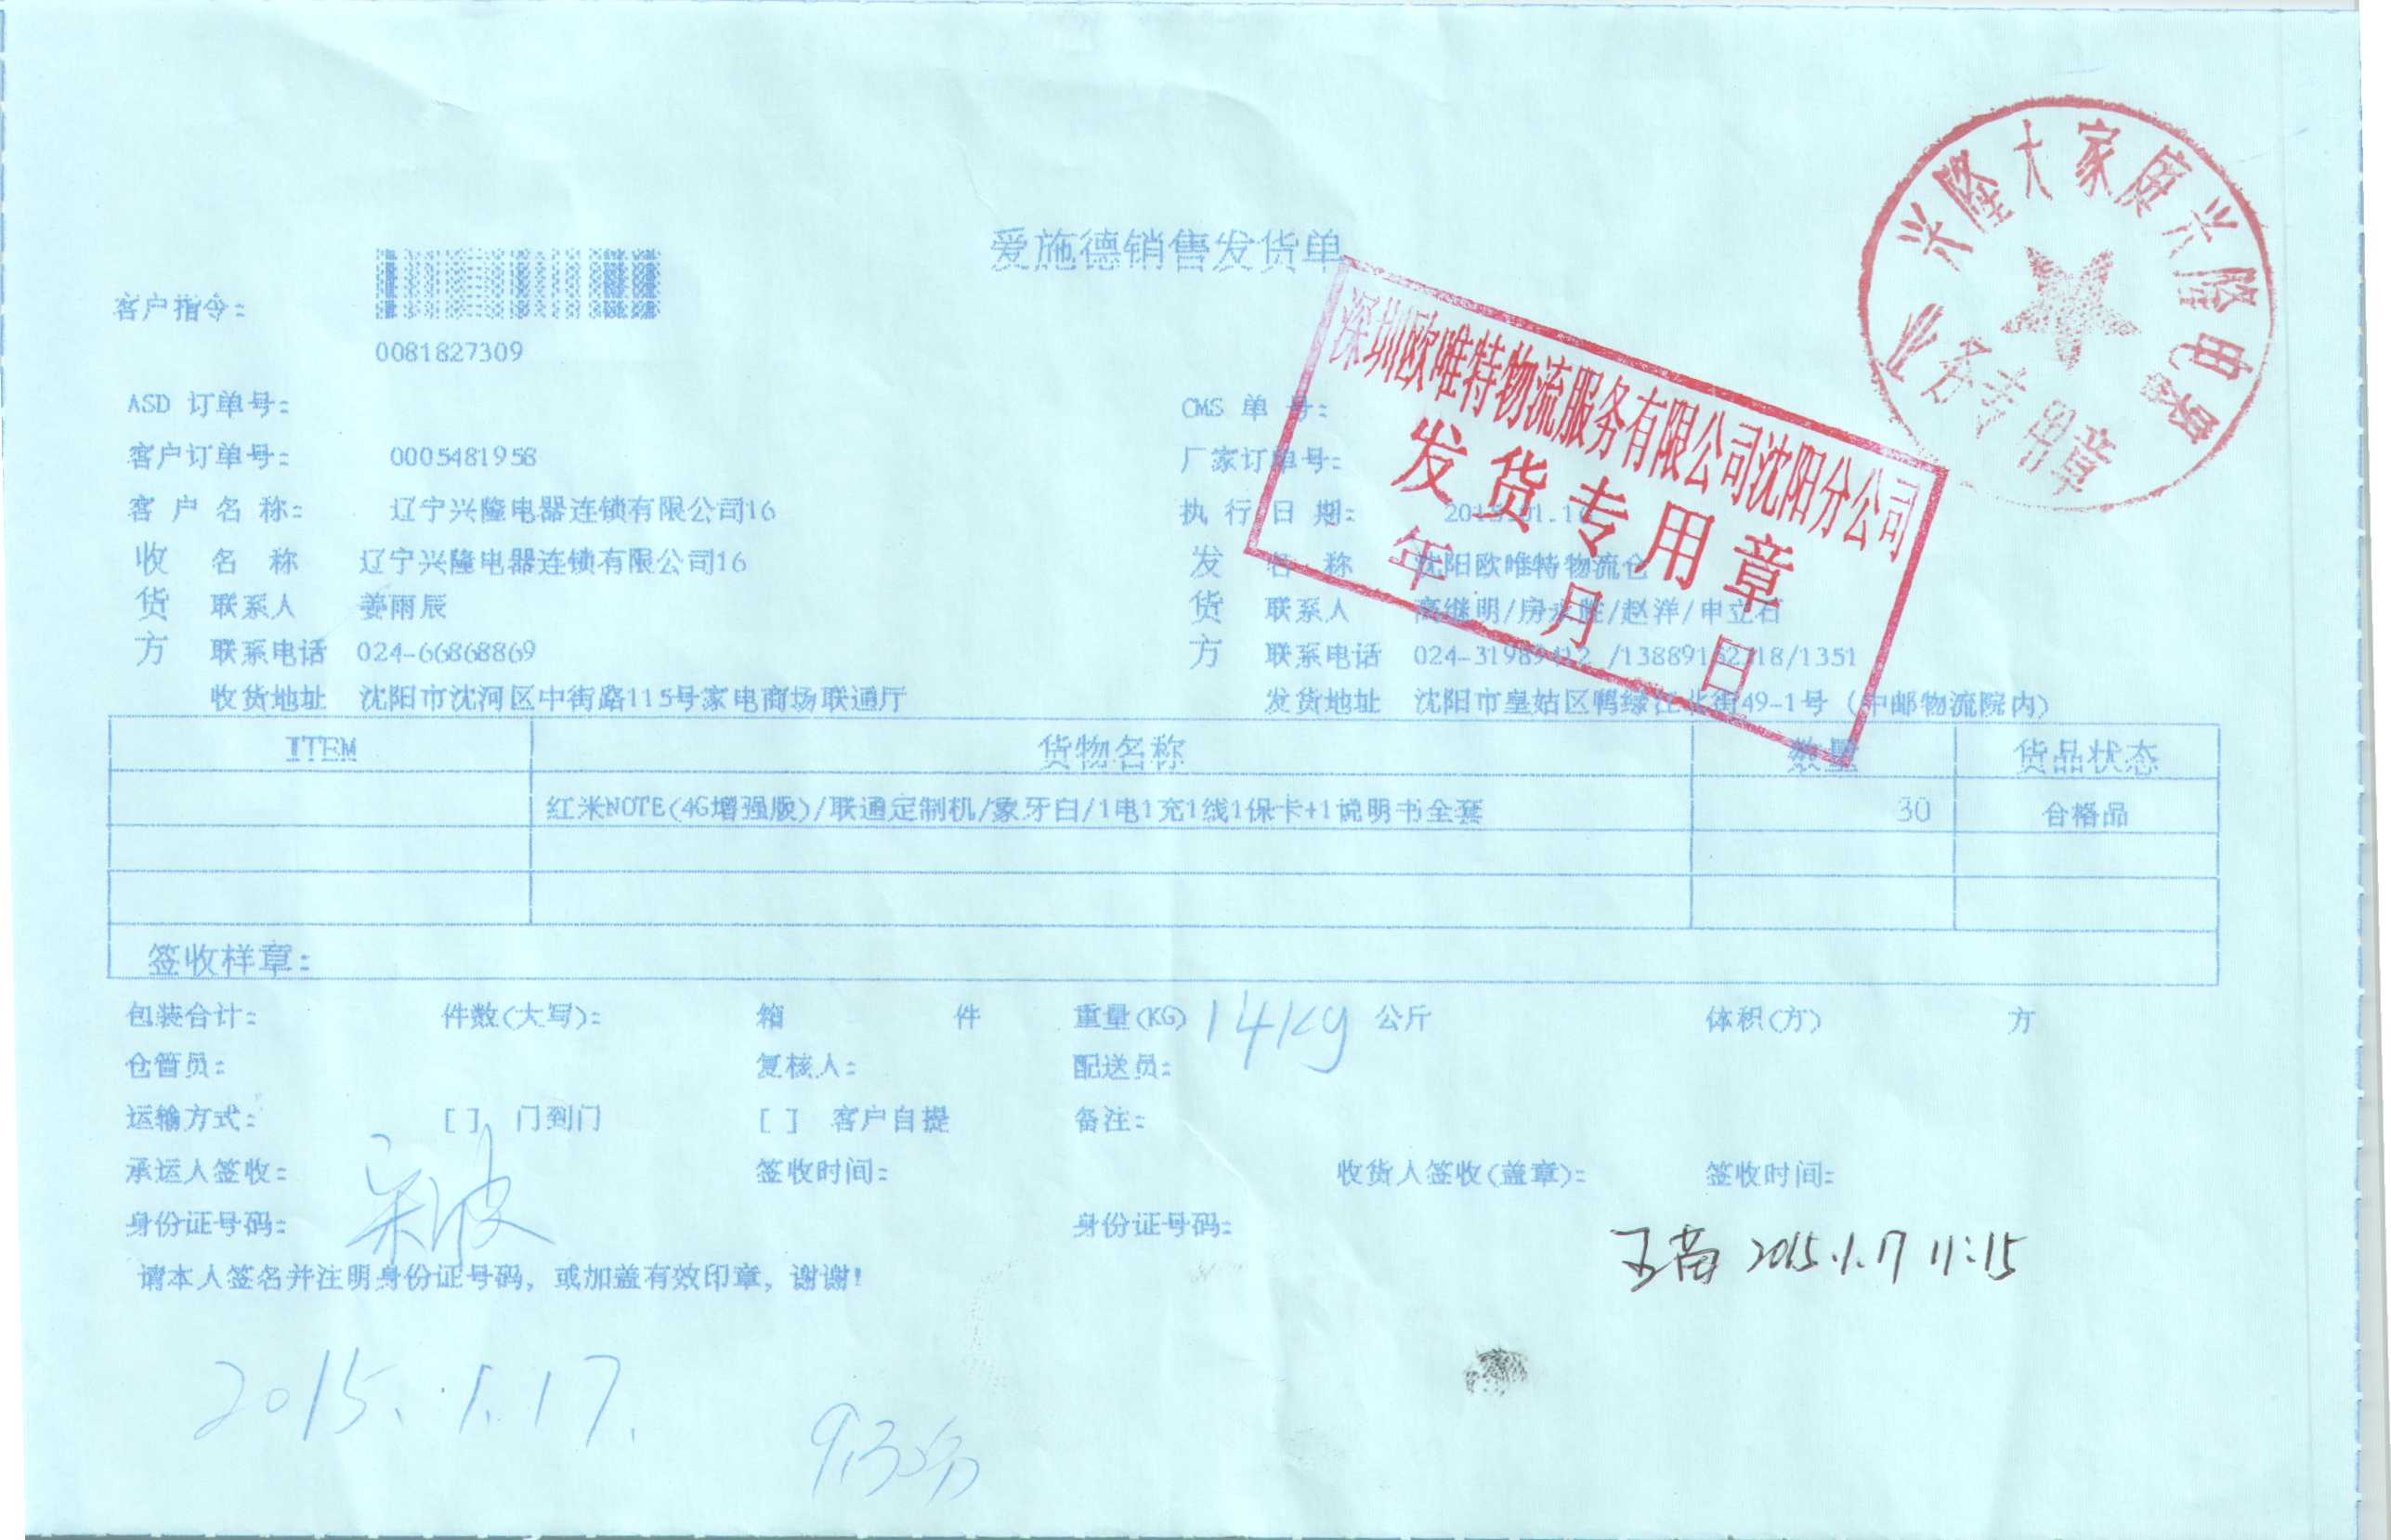 爱施德销售发货单
客户指令:
0081827309
ASD 订单号:
CMS 单号:
客户订单号: 0005481958
厂家订单号:
客户名称: 辽宁兴隆电器连锁有限公司16
执行日期:
收货方
名称 辽宁兴隆电器连锁有限公司16
联系人 姜雨辰
联系电话 024-66868869
收货地址 沈阳市沈河区中街路115号家电商场联通厅
发货方
名称 沈阳欧唯特物流仓
联系人 高继明/房永胜/赵洋/申立石
联系电话
发货地址 沈阳市皇姑区鸭绿江北街49-1号(中邮物流院内)
深圳欧唯特物流服务有限公司沈阳分公司
发货专用章
年 月 日
兴隆大家庭兴隆电器
业务专用章
ITEM 货物名称 数量 货品状态
红米NOTE(4G增强版)/联通定制机/象牙白/1电1充1线1保卡+1说明书全套 30 合格品
签收样章:
包装合计: 件数(大写): 箱 件 重量(KG) 14Kg 公斤 体积(方) 方
仓管员: 复核人: 配送员:
运输方式: [ ] 门到门 [ ] 客户自提 备注:
承运人签收: 签收时间: 收货人签收(盖章): 签收时间:
身份证号码: 身份证号码:
2015.1.17 11:15
请本人签名并注明身份证号码，或加盖有效印章，谢谢!
2015.1.17.